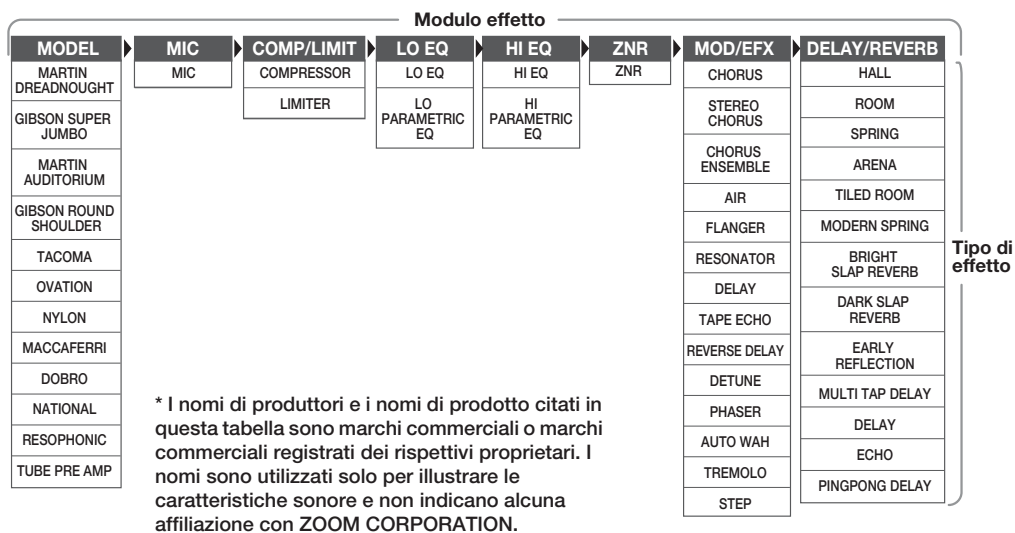 Modulo effetto
MODEL
MARTIN
DREADNOUGHT
GIBSON SUPER
JUMBO
MARTIN
AUDITORIUM
GIBSON ROUND
SHOULDER
TACOMA
OVATION
NYLON
MACCAFERRI
DOBRO
NATIONAL
RESOPHONIC
TUBE PRE AMP
MIC
MIC
COMP/LIMIT
COMPRESSOR
LIMITER
LO EQ
LO EQ
LO
PARAMETRIC
EQ
HI EQ
HI EQ
HI
PARAMETRIC
EQ
ZNR
ZNR
MOD/EFX
CHORUS
STEREO
CHORUS
CHORUS
ENSEMBLE
AIR
FLANGER
RESONATOR
DELAY
TAPE ECHO
REVERSE DELAY
DETUNE
PHASER
AUTO WAH
TREMOLO
STEP
DELAY/REVERB
HALL
ROOM
SPRING
ARENA
TILED ROOM
MODERN SPRING
BRIGHT
SLAP REVERB
DARK SLAP
REVERB
EARLY
REFLECTION
MULTI TAP DELAY
DELAY
ECHO
PINGPONG DELAY
Tipo di
effetto
* I nomi di produttori e i nomi di prodotto citati in
questa tabella sono marchi commerciali o marchi
commerciali registrati dei rispettivi proprietari. I
nomi sono utilizzati solo per illustrare le
caratteristiche sonore e non indicano alcuna
affiliazione con ZOOM CORPORATION.